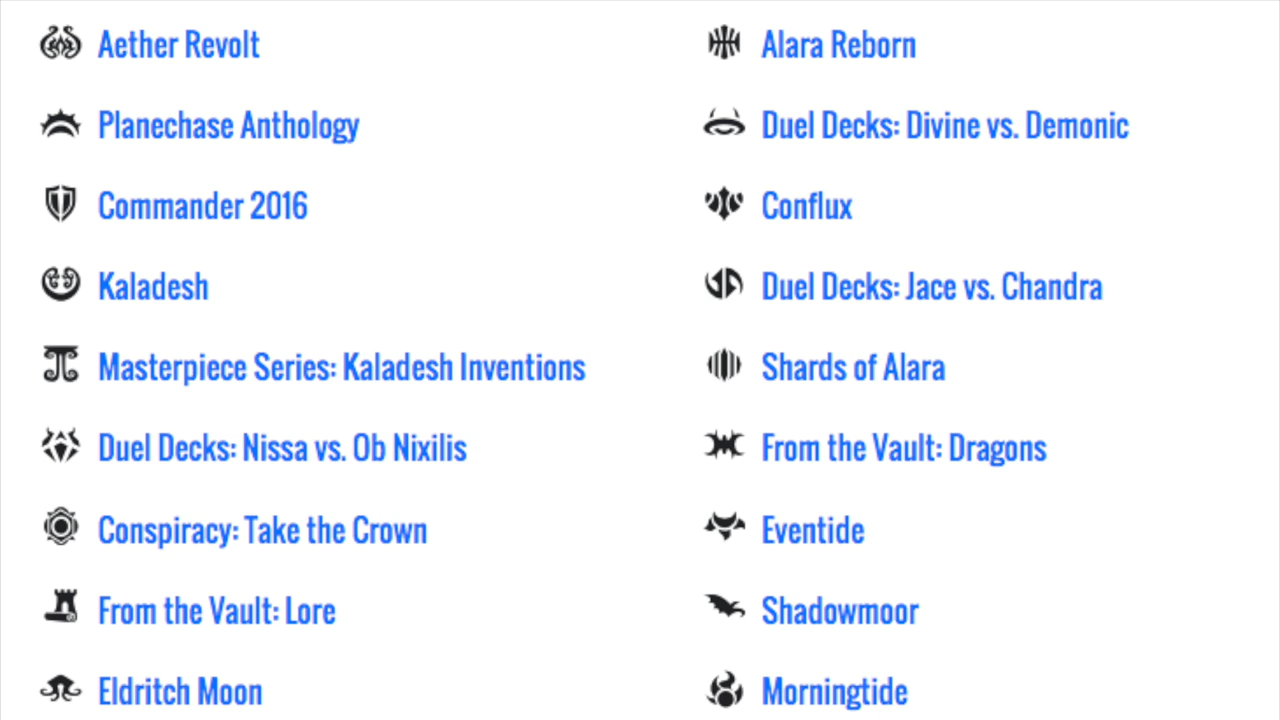 Aether Revolt
Planechase Anthology
Commander 2016
Kaladesh
Masterpiece Series: Kaladesh Inventions
Duel Decks: Nissa vs. Ob Nixilis
Conspiracy: Take the Crown
From the Vault: Lore
Eldritch Moon
Alara Reborn
Duel Decks: Divine vs. Demonic
Conflux
Duel Decks: Jace vs. Chandra
Shards of Alara
From the Vault: Dragons
Eventide
Shadowmoor
Morningtide